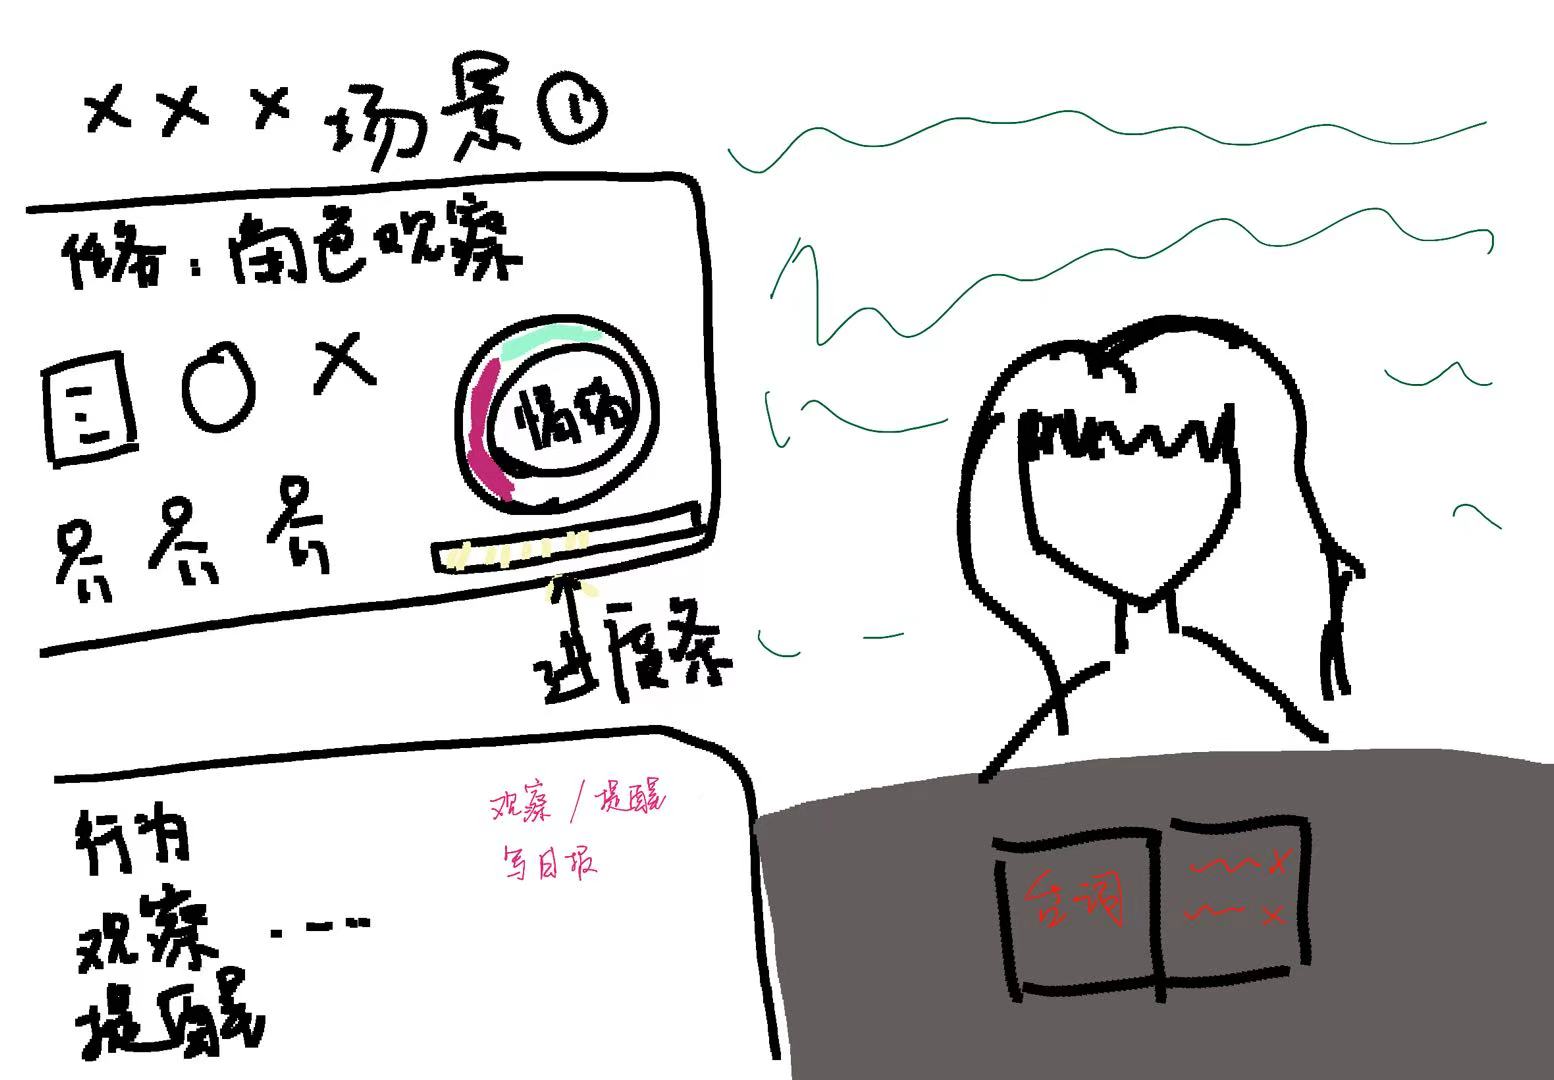 ×××场景①
任务：角色观察
情绪
进度条
行为
观察
提醒
观察/提醒
写日报
台词